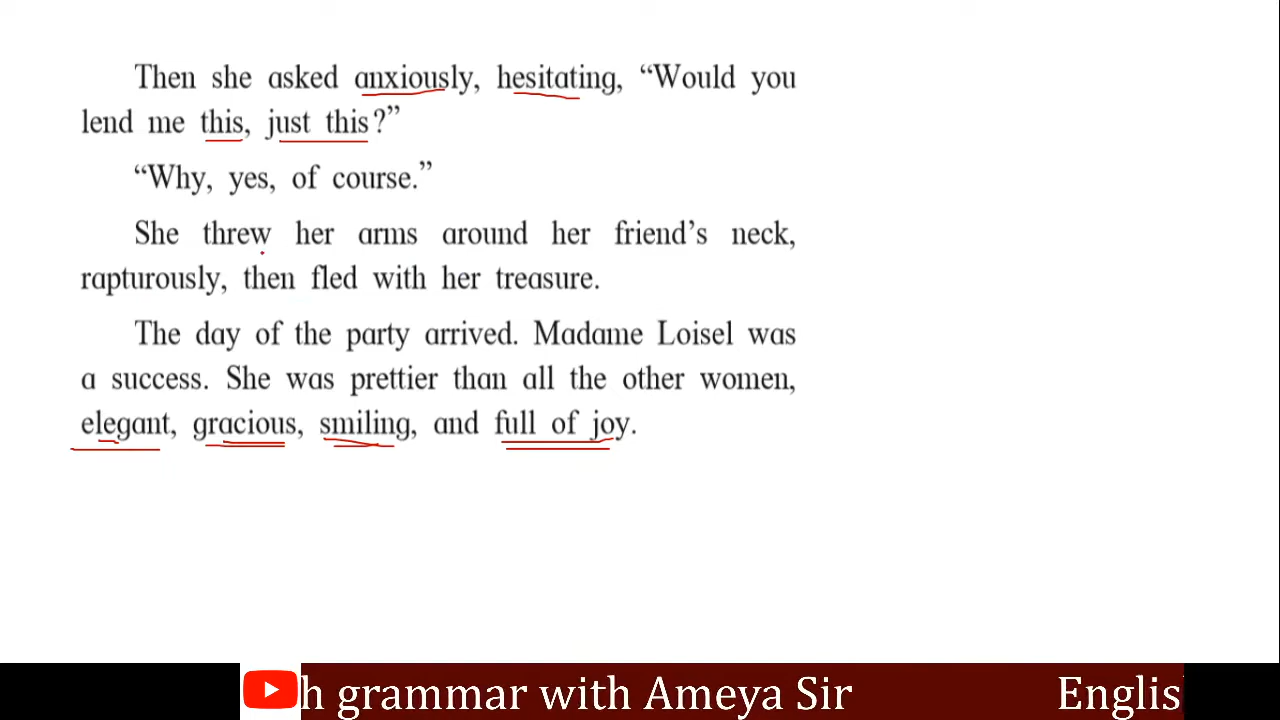 Then she asked anxiously, hesitating, “Would you
lend me this, just this?”
“Why, yes, of course.”
She threw her arms around her friend’s neck,
rapturously, then fled with her treasure.
The day of the party arrived. Madame Loisel was
a success. She was prettier than all the other women,
elegant, gracious, smiling, and full of joy.
h grammar with Ameya Sir Englis